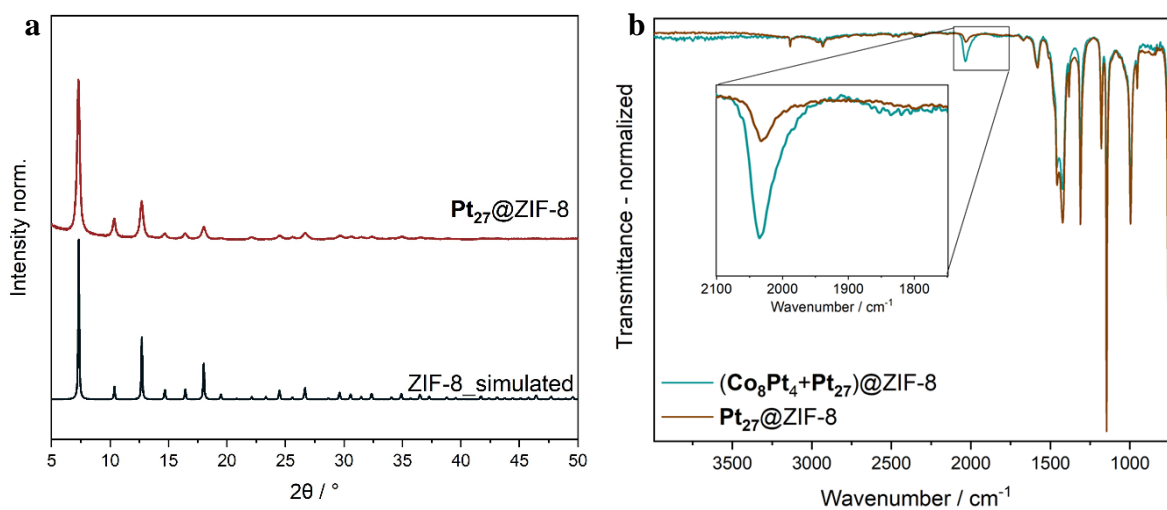 a
Intensity norm.
Pt27@ZIF-8
ZIF-8_simulated
5 10 15 20 25 30 35 40 45 50
2θ / °
b
Transmittance - normalized
2100 2000 1900 1800
Wavenumber / cm-1
(Co8Pt4+Pt27)@ZIF-8
Pt27@ZIF-8
3500 3000 2500 2000 1500 1000
Wavenumber / cm-1